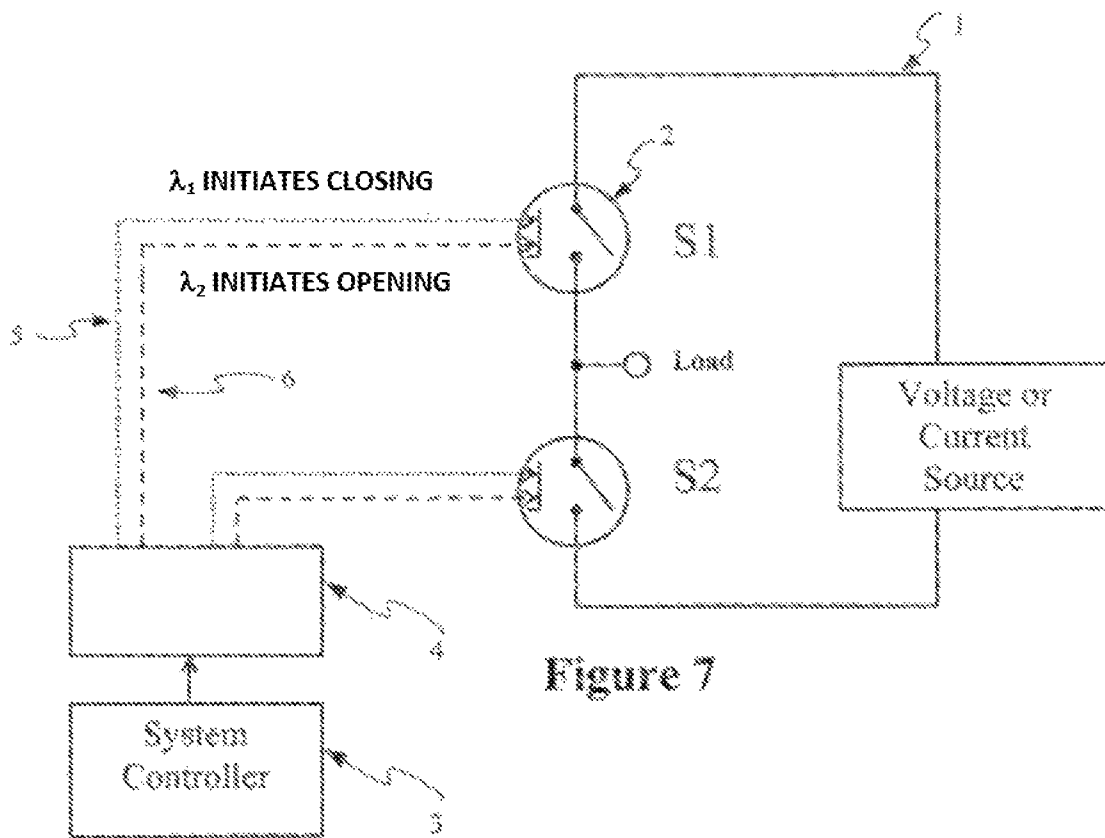 1
2
λ₁ INITIATES CLOSING
S1
λ₂ INITIATES OPENING
5
Load
6
Voltage or
Current
Source
S2
4
Figure 7
System
Controller
3